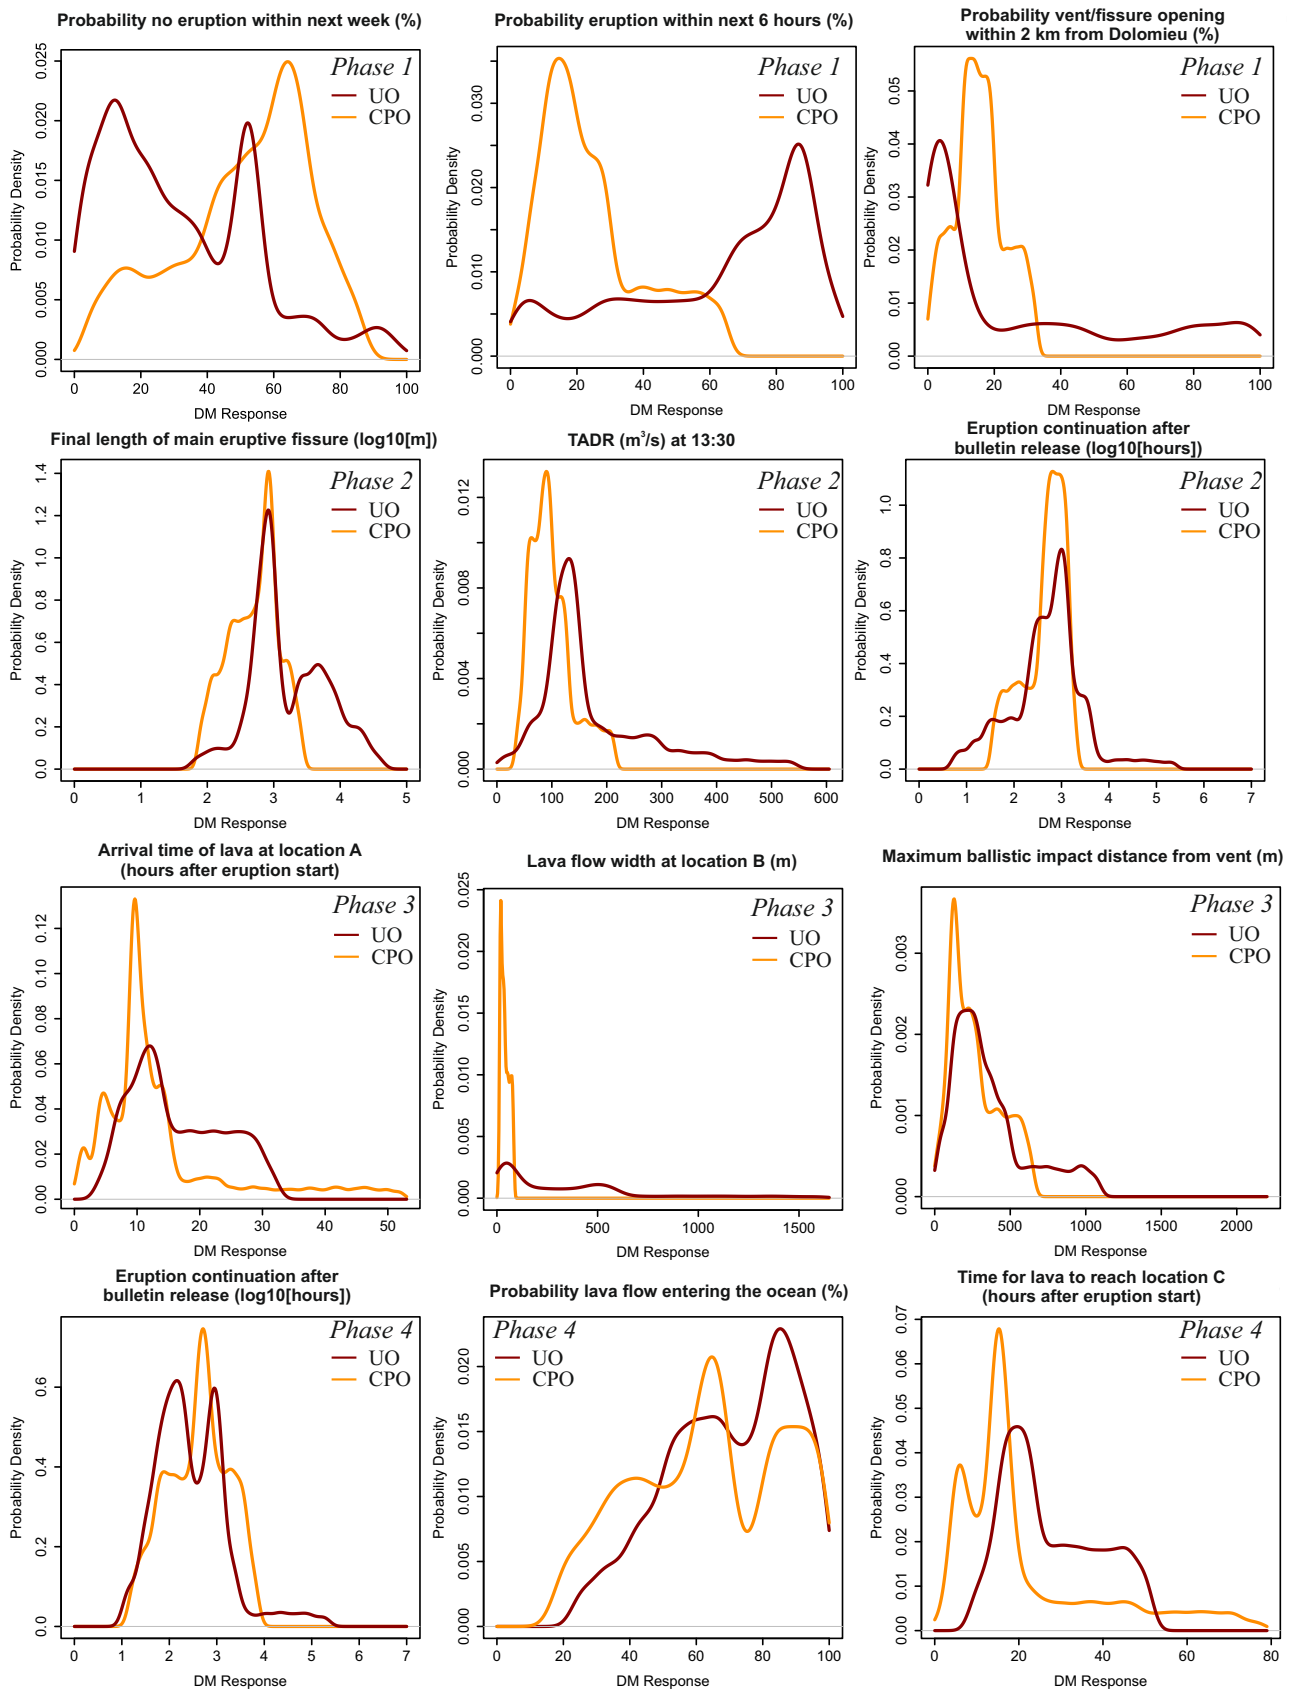 Probability no eruption within next week (%)
Phase 1
UO
CPO
Probability Density
0.000 0.005 0.010 0.015 0.020 0.025
0 20 40 60 80 100
DM Response
Probability eruption within next 6 hours (%)
Phase 1
UO
CPO
Probability Density
0.000 0.010 0.020 0.030
0 20 40 60 80 100
DM Response
Probability vent/fissure opening
within 2 km from Dolomieu (%)
Phase 1
UO
CPO
Probability Density
0.00 0.01 0.02 0.03 0.04 0.05
0 20 40 60 80 100
DM Response
Final length of main eruptive fissure (log10[m])
Phase 2
UO
CPO
Probability Density
0.0 0.2 0.4 0.6 0.8 1.0 1.2 1.4
0 1 2 3 4 5
DM Response
TADR (m³/s) at 13:30
Phase 2
UO
CPO
Probability Density
0.000 0.004 0.008 0.012
0 100 200 300 400 500 600
DM Response
Eruption continuation after
bulletin release (log10[hours])
Phase 2
UO
CPO
Probability Density
0.0 0.2 0.4 0.6 0.8 1.0
0 1 2 3 4 5 6 7
DM Response
Arrival time of lava at location A
(hours after eruption start)
Phase 3
UO
CPO
Probability Density
0.00 0.02 0.04 0.06 0.08 0.10 0.12
0 10 20 30 40 50
DM Response
Lava flow width at location B (m)
Phase 3
UO
CPO
Probability Density
0.000 0.005 0.010 0.015 0.020 0.025
0 500 1000 1500
DM Response
Maximum ballistic impact distance from vent (m)
Phase 3
UO
CPO
Probability Density
0.000 0.001 0.002 0.003
0 500 1000 1500 2000
DM Response
Eruption continuation after
bulletin release (log10[hours])
Phase 4
UO
CPO
Probability Density
0.0 0.2 0.4 0.6
0 1 2 3 4 5 6 7
DM Response
Probability lava flow entering the ocean (%)
Phase 4
UO
CPO
Probability Density
0.000 0.005 0.010 0.015 0.020
0 20 40 60 80 100
DM Response
Time for lava to reach location C
(hours after eruption start)
Phase 4
UO
CPO
Probability Density
0.00 0.01 0.02 0.03 0.04 0.05 0.06 0.07
0 20 40 60 80
DM Response